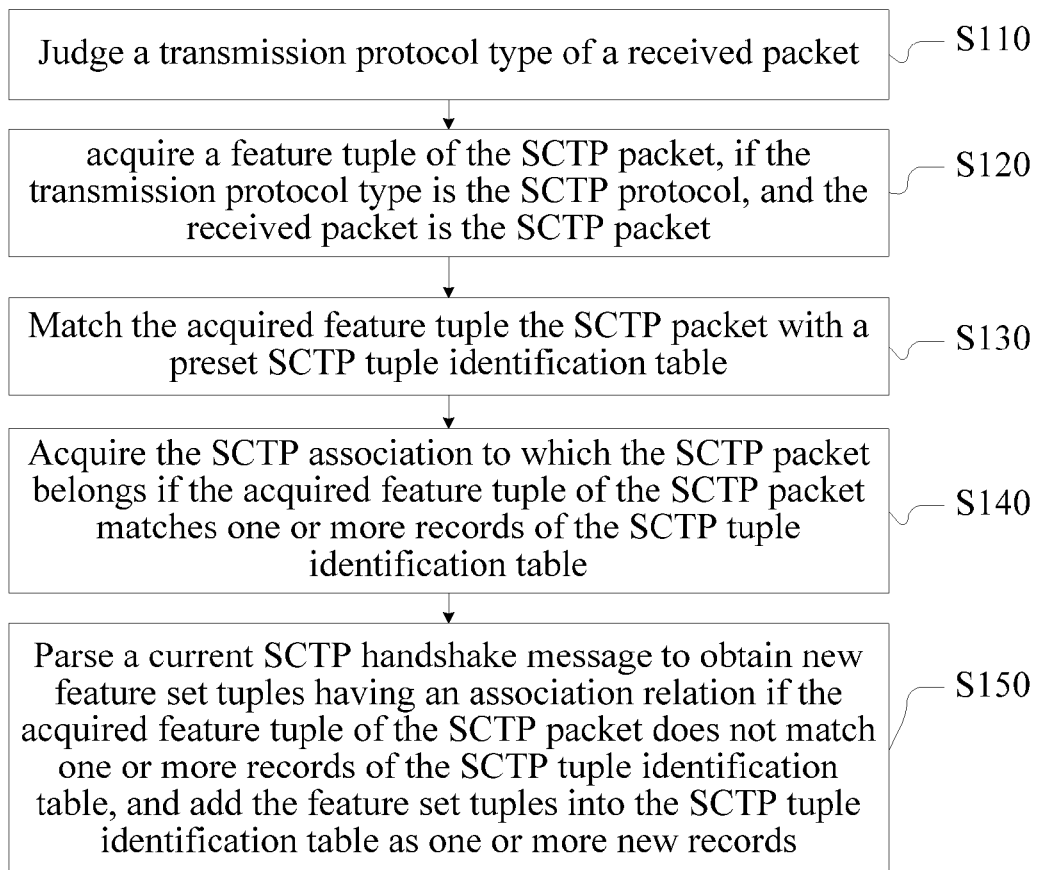 Judge a transmission protocol type of a received packet
S110
acquire a feature tuple of the SCTP packet, if the
transmission protocol type is the SCTP protocol, and the
received packet is the SCTP packet
S120
Match the acquired feature tuple the SCTP packet with a
preset SCTP tuple identification table
S130
Acquire the SCTP association to which the SCTP packet
belongs if the acquired feature tuple of the SCTP packet
matches one or more records of the SCTP tuple
identification table
S140
Parse a current SCTP handshake message to obtain new
feature set tuples having an association relation if the
acquired feature tuple of the SCTP packet does not match
one or more records of the SCTP tuple identification
table, and add the feature set tuples into the SCTP tuple
identification table as one or more new records
S150